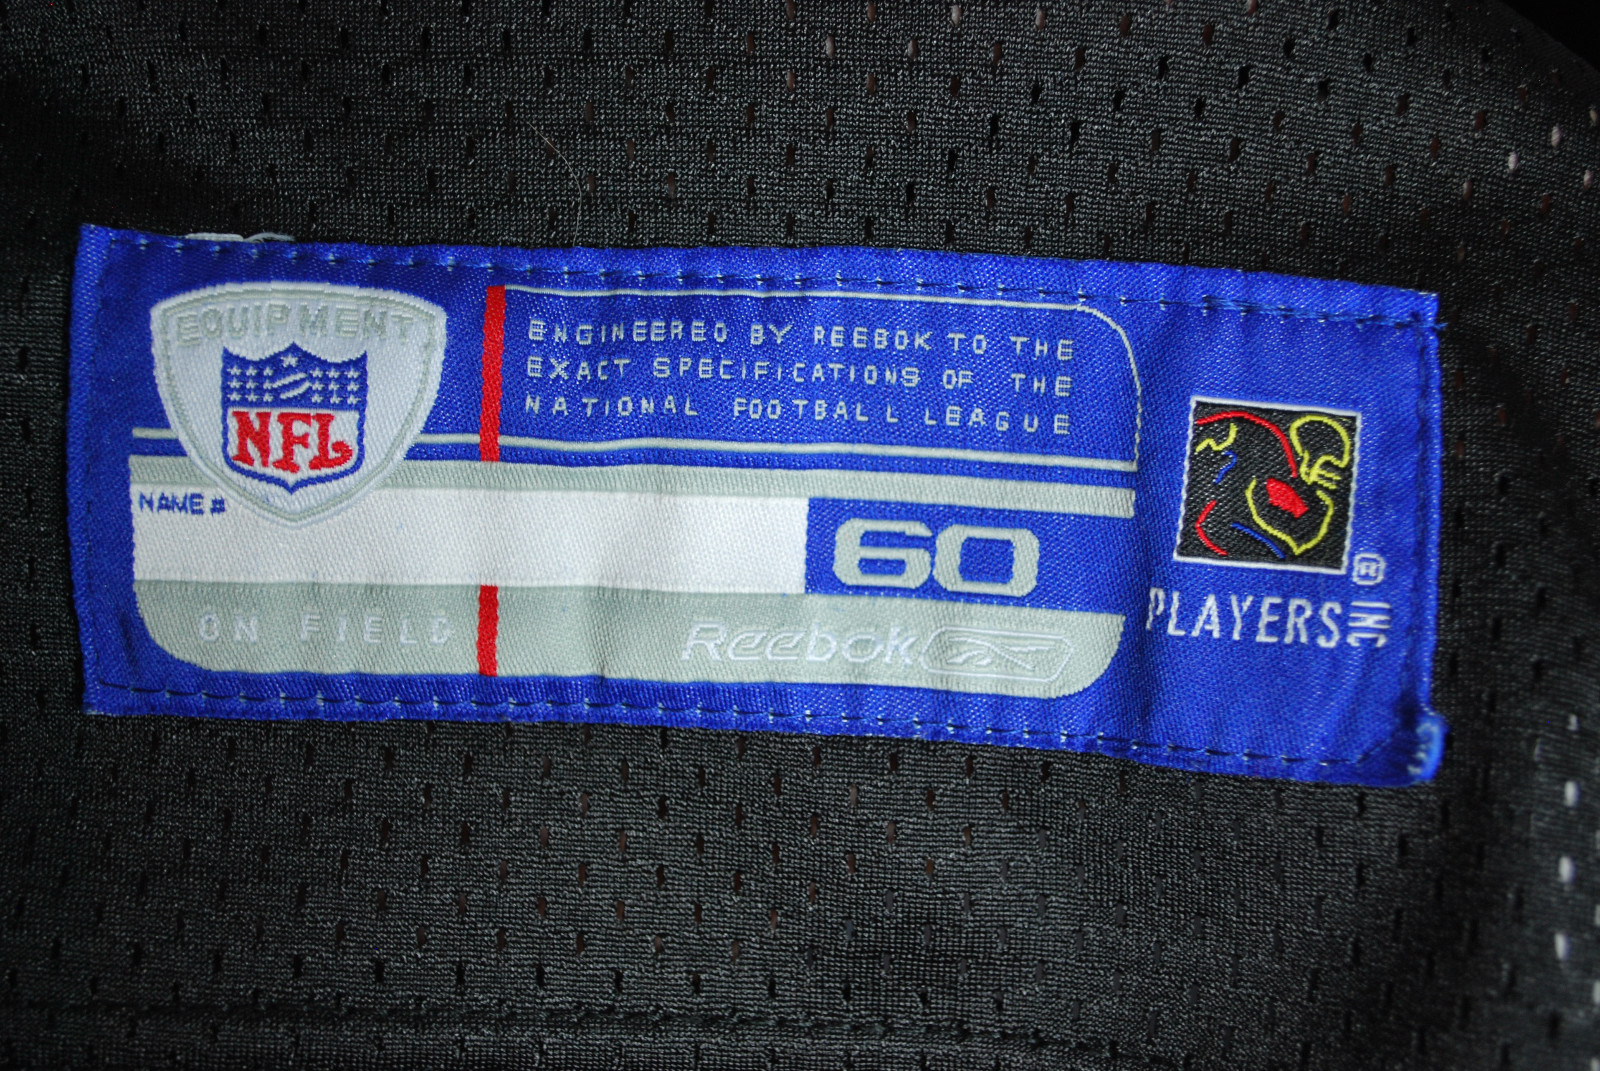 EQUIPMENT
NFL
ENGINEERED BY REEBOK TO THE
EXACT SPECIFICATIONS OF THE
NATIONAL FOOTBALL LEAGUE
NAME #
60
ON FIELD
Reebok
®
PLAYERS INC